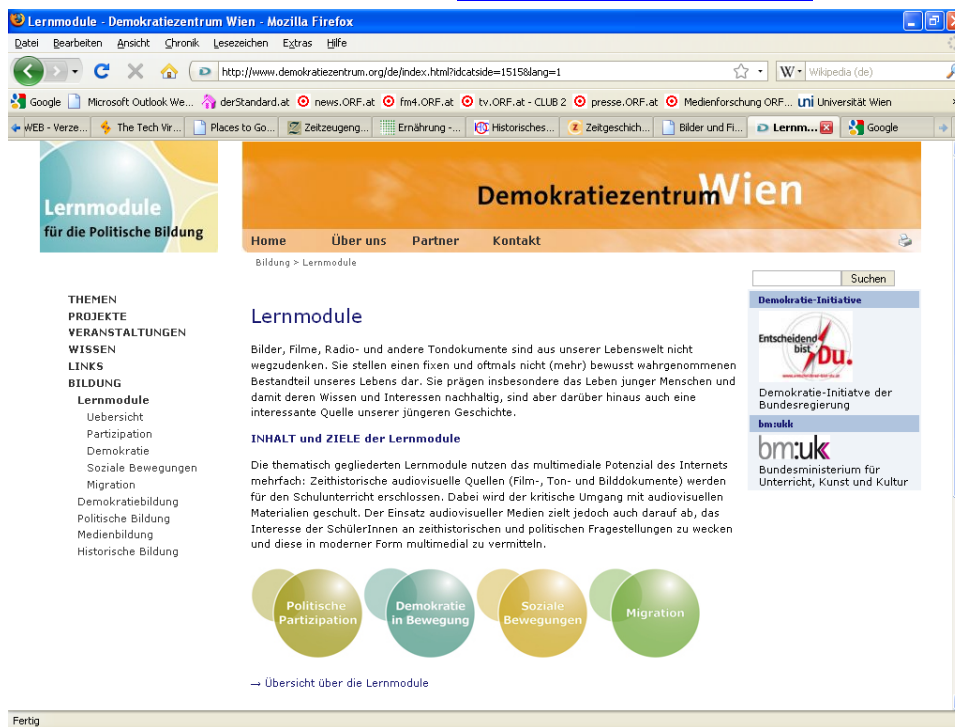 Lernmodule - Demokratiezentrum Wien - Mozilla Firefox
Datei Bearbeiten Ansicht Chronik Lesezeichen Extras Hilfe
http://www.demokratiezentrum.org/de/index.html?idcatside=1515&lang=1
W Wikipedia (de)
Google Microsoft Outlook We... derStandard.at news.ORF.at fm4.ORF.at tv.ORF.at - CLUB 2 presse.ORF.at Medienforschung ORF... uni Universität Wien
WEB - Verze... The Tech Vir... Places to Go... Zeitzeugeng... Ernährung -... Historisches... Zeitgeschich... Bilder und Fi... Lernm... Google
Lernmodule
für die Politische Bildung
Demokratiezentrum Wien
Home Über uns Partner Kontakt
Bildung > Lernmodule
THEMEN
PROJEKTE
VERANSTALTUNGEN
WISSEN
LINKS
BILDUNG
Lernmodule
Uebersicht
Partizipation
Demokratie
Soziale Bewegungen
Migration
Demokratiebildung
Politische Bildung
Medienbildung
Historische Bildung
Lernmodule
Bilder, Filme, Radio- und andere Tondokumente sind aus unserer Lebenswelt nicht
wegzudenken. Sie stellen einen fixen und oftmals nicht (mehr) bewusst wahrgenommenen
Bestandteil unseres Lebens dar. Sie prägen insbesondere das Leben junger Menschen und
damit deren Wissen und Interessen nachhaltig, sind aber darüber hinaus auch eine
interessante Quelle unserer jüngeren Geschichte.
INHALT und ZIELE der Lernmodule
Die thematisch gegliederten Lernmodule nutzen das multimediale Potenzial des Internets
mehrfach: Zeithistorische audiovisuelle Quellen (Film-, Ton- und Bilddokumente) werden
für den Schulunterricht erschlossen. Dabei wird der kritische Umgang mit audiovisuellen
Materialien geschult. Der Einsatz audiovisueller Medien zielt jedoch auch darauf ab, das
Interesse der SchülerInnen an zeithistorischen und politischen Fragestellungen zu wecken
und diese in moderner Form multimedial zu vermitteln.
Politische
Partizipation
Demokratie
in Bewegung
Soziale
Bewegungen
Migration
→ Übersicht über die Lernmodule
Suchen
Demokratie-Initiative
Entscheidend
bist Du.
www.entscheidend-bist-du.at
Demokratie-Initiatve der
Bundesregierung
bm:ukk
bm:uk
Bundesministerium für
Unterricht, Kunst und Kultur
Fertig